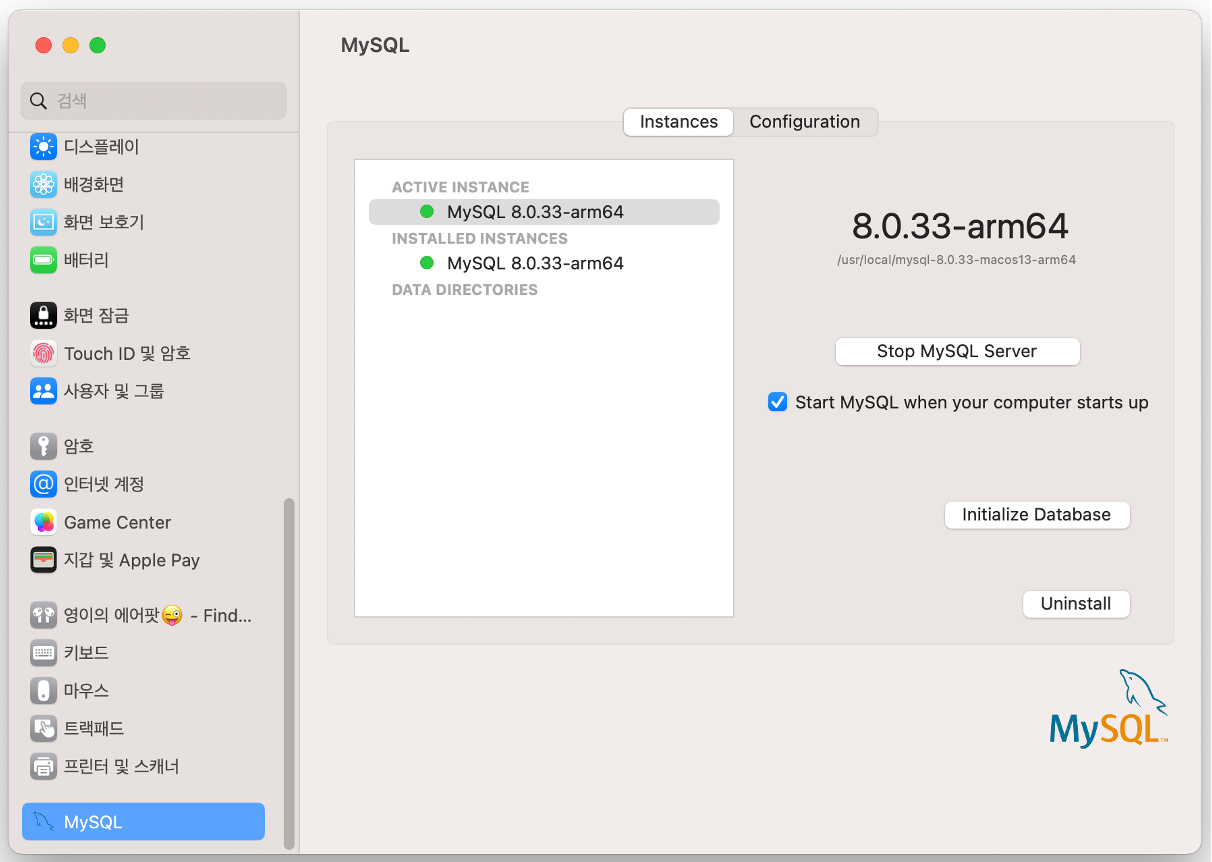 검색
디스플레이
배경화면
화면 보호기
배터리
화면 잠금
Touch ID 및 암호
사용자 및 그룹
암호
인터넷 계정
Game Center
지갑 및 Apple Pay
영이의 에어팟😜 - Find...
키보드
마우스
트랙패드
프린터 및 스캐너
MySQL
MySQL
Instances
Configuration
ACTIVE INSTANCE
MySQL 8.0.33-arm64
INSTALLED INSTANCES
MySQL 8.0.33-arm64
DATA DIRECTORIES
8.0.33-arm64
/usr/local/mysql-8.0.33-macos13-arm64
Stop MySQL Server
Start MySQL when your computer starts up
Initialize Database
Uninstall
MySQL™